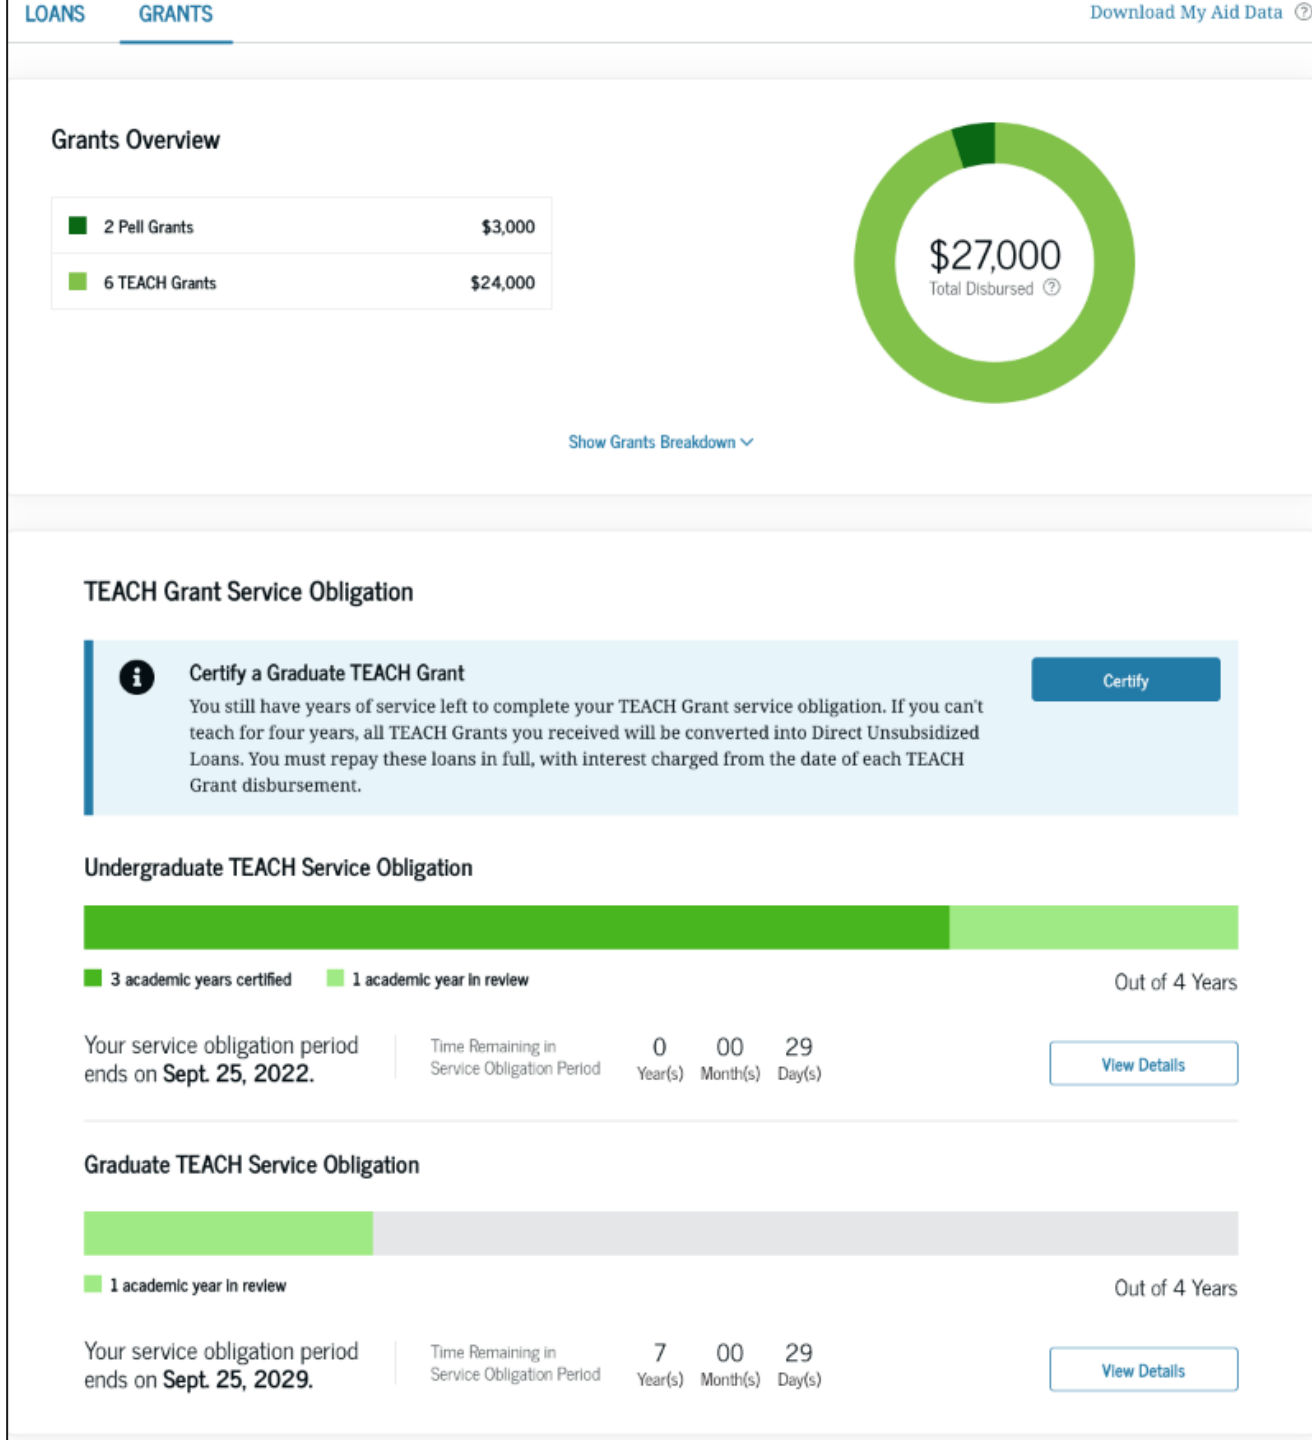 LOANS GRANTS Download My Aid Data ?
Grants Overview
2 Pell Grants $3,000
6 TEACH Grants $24,000
$27,000
Total Disbursed ?
Show Grants Breakdown
TEACH Grant Service Obligation
i
Certify a Graduate TEACH Grant
Certify
You still have years of service left to complete your TEACH Grant service obligation. If you can't
teach for four years, all TEACH Grants you received will be converted into Direct Unsubsidized
Loans. You must repay these loans in full, with interest charged from the date of each TEACH
Grant disbursement.
Undergraduate TEACH Service Obligation
3 academic years certified 1 academic year in review Out of 4 Years
Your service obligation period
ends on Sept. 25, 2022.
Time Remaining in
Service Obligation Period
0 00 29
Year(s) Month(s) Day(s)
View Details
Graduate TEACH Service Obligation
1 academic year in review Out of 4 Years
Your service obligation period
ends on Sept. 25, 2029.
Time Remaining in
Service Obligation Period
7 00 29
Year(s) Month(s) Day(s)
View Details